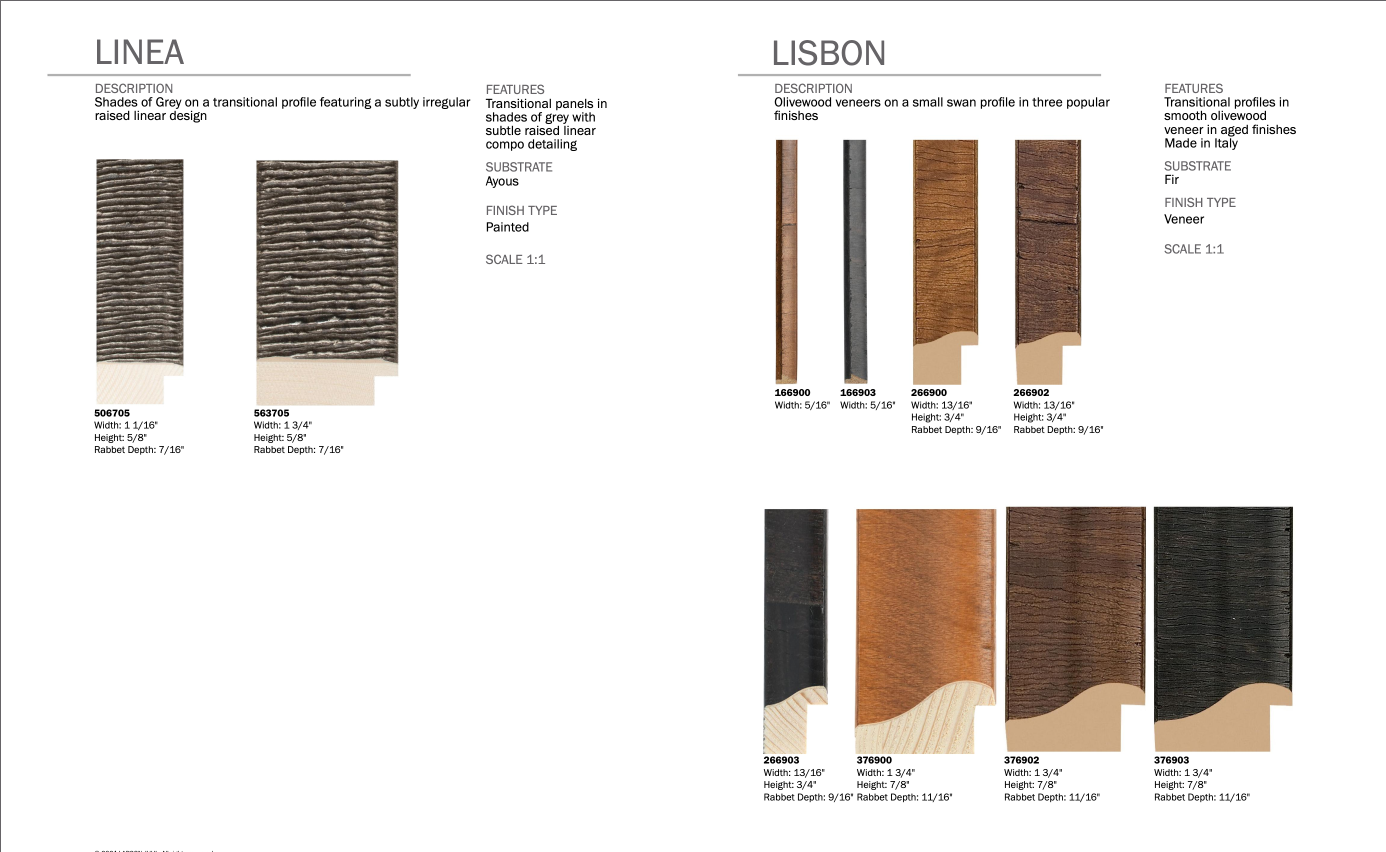 LINEA
DESCRIPTION
Shades of Grey on a transitional profile featuring a subtly irregular
raised linear design
FEATURES
Transitional panels in
shades of grey with
subtle raised linear
compo detailing
SUBSTRATE
Ayous
FINISH TYPE
Painted
SCALE 1:1
506705
Width: 1 1/16"
Height: 5/8"
Rabbet Depth: 7/16"
563705
Width: 1 3/4"
Height: 5/8"
Rabbet Depth: 7/16"
LISBON
DESCRIPTION
Olivewood veneers on a small swan profile in three popular
finishes
FEATURES
Transitional profiles in
smooth olivewood
veneer in aged finishes
Made in Italy
SUBSTRATE
Fir
FINISH TYPE
Veneer
SCALE 1:1
166900
Width: 5/16"
166903
Width: 5/16"
266900
Width: 13/16"
Height: 3/4"
Rabbet Depth: 9/16"
266902
Width: 13/16"
Height: 3/4"
Rabbet Depth: 9/16"
266903
Width: 13/16"
Height: 3/4"
Rabbet Depth: 9/16"
376900
Width: 1 3/4"
Height: 7/8"
Rabbet Depth: 11/16"
376902
Width: 1 3/4"
Height: 7/8"
Rabbet Depth: 11/16"
376903
Width: 1 3/4"
Height: 7/8"
Rabbet Depth: 11/16"